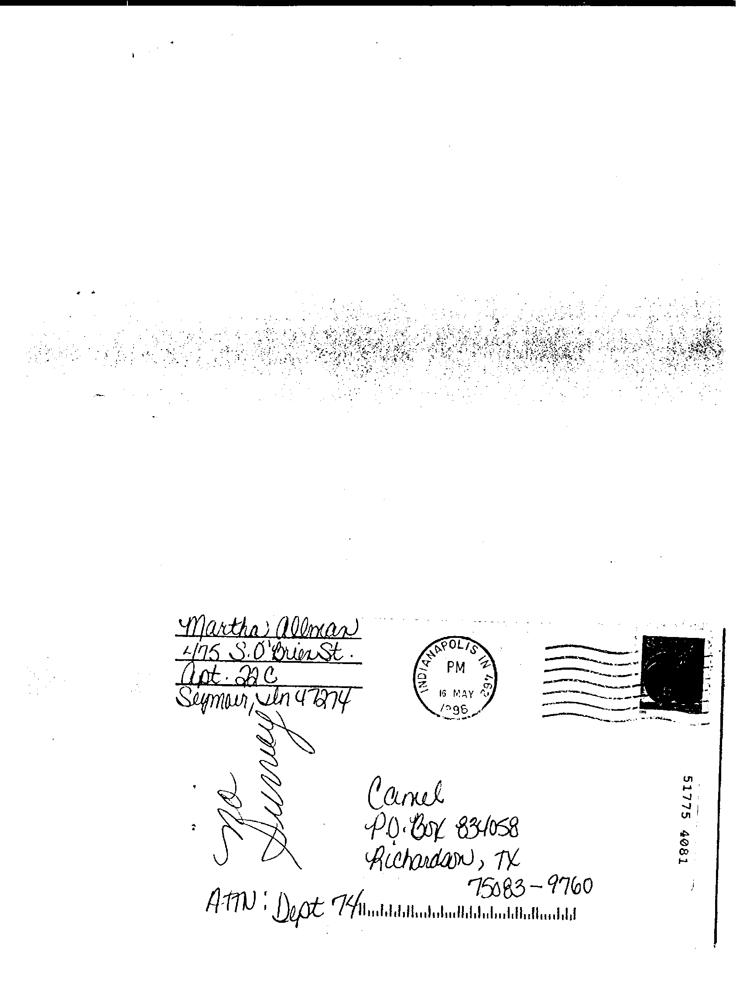 Martha Allman
475 S. O'Brien St.
Apt. 22C
Seymour, In 47274
INDIANAPOLIS IN 462
PM
16 MAY
1996
No
Survey
Camel
P.O. Box 834058
Richardson, TX
75083-9760
ATTN: Dept 74
51775 4081